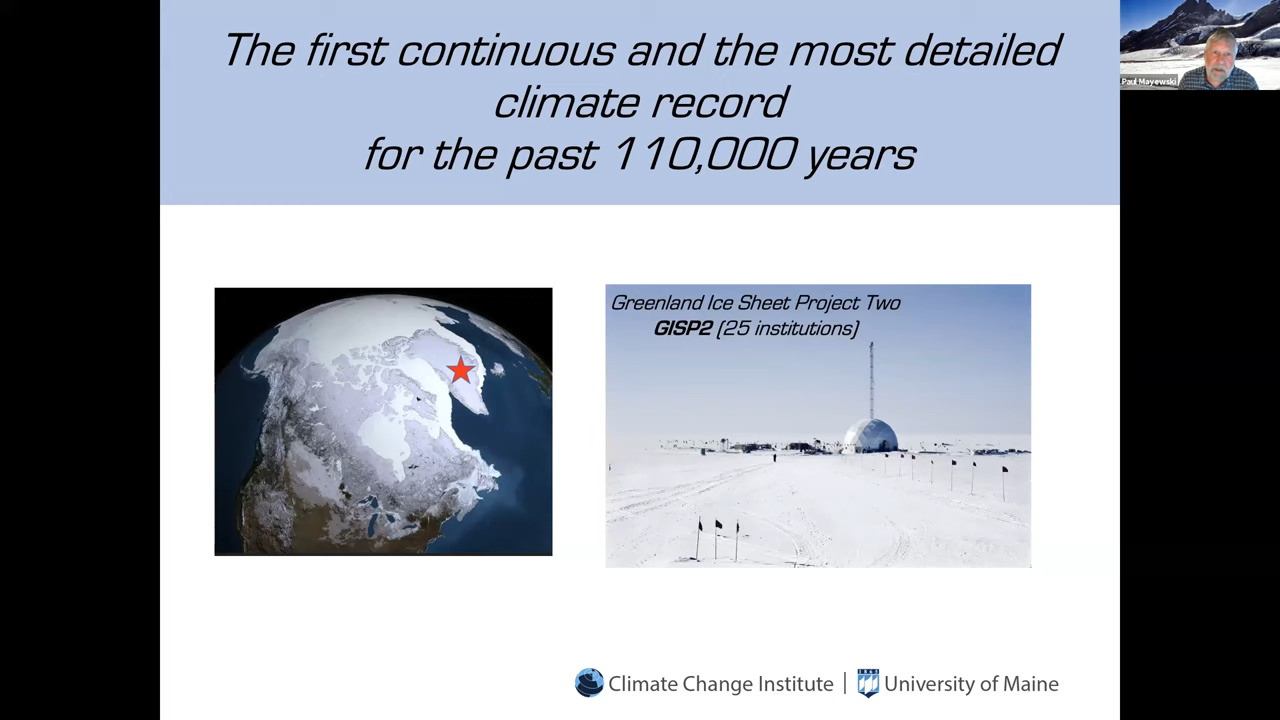 The first continuous and the most detailed
climate record
for the past 110,000 years
Paul Mayewski
Greenland Ice Sheet Project Two
GISP2 (25 institutions)
Climate Change Institute | University of Maine